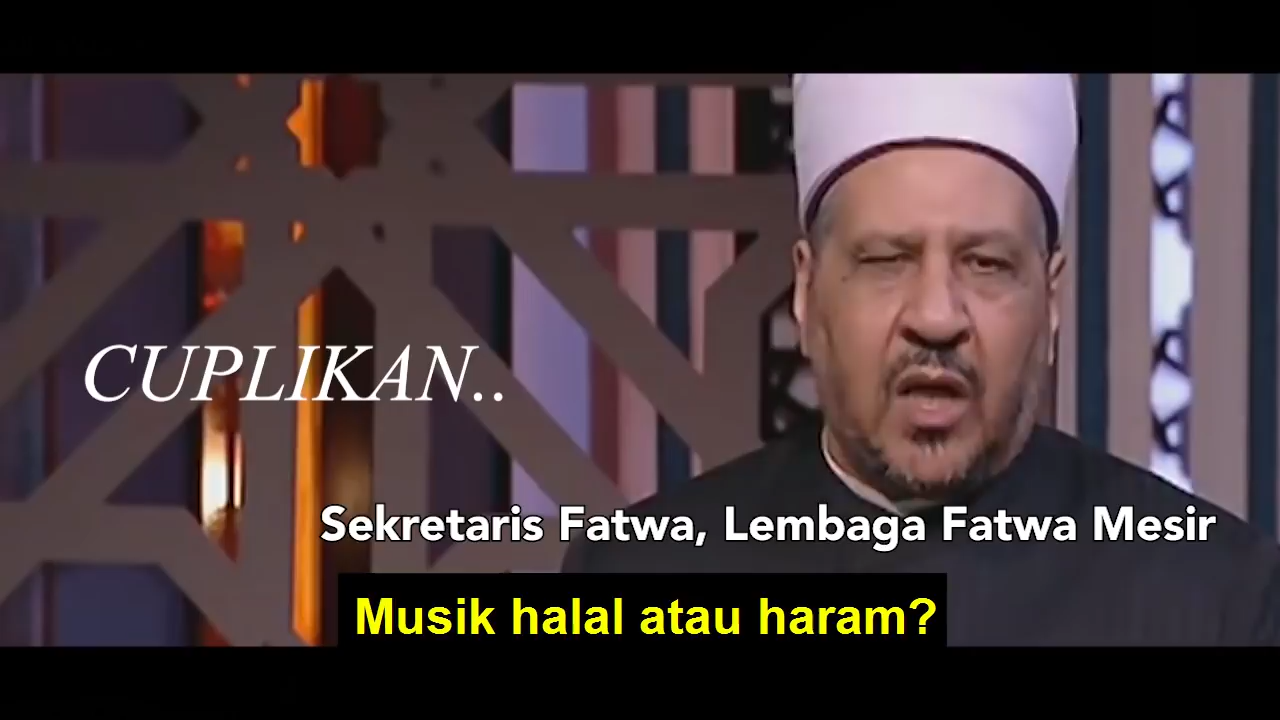 CUPLIKAN..
Sekretaris Fatwa, Lembaga Fatwa Mesir
Musik halal atau haram?